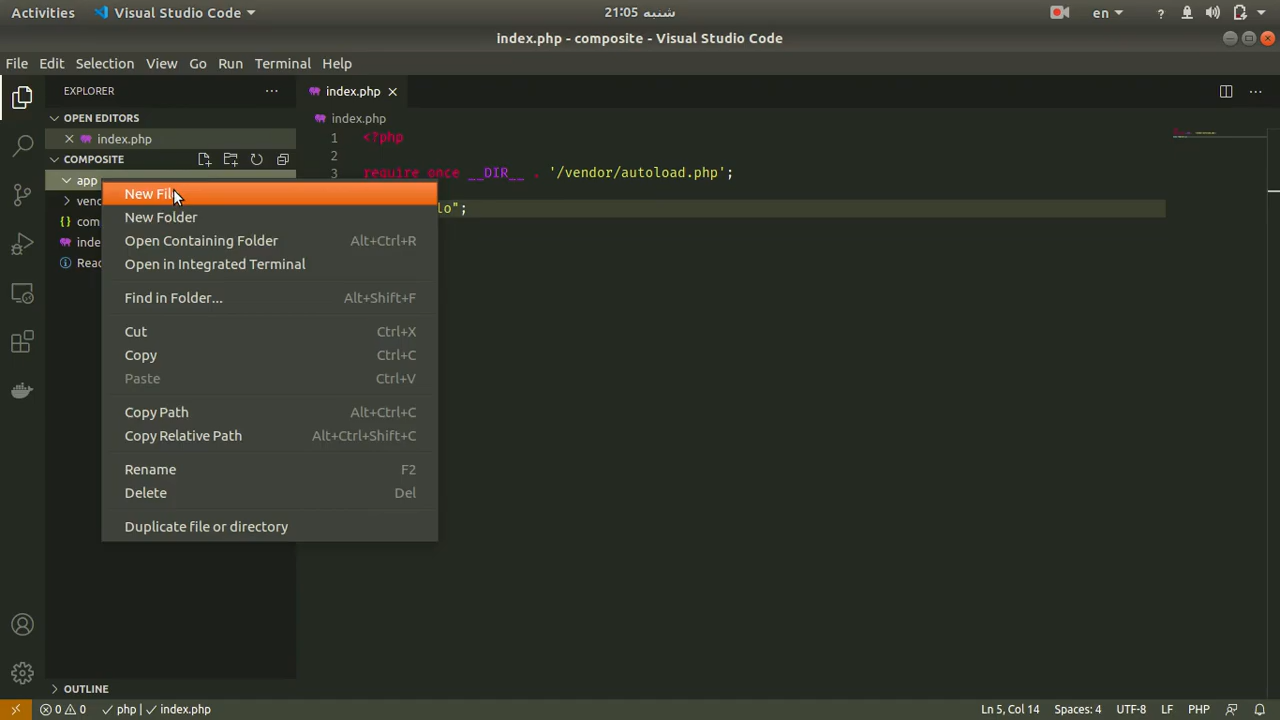 Activities Visual Studio Code شنبه 21:05 en ?
index.php - composite - Visual Studio Code
File Edit Selection View Go Run Terminal Help
EXPLORER ... index.php
OPEN EDITORS index.php
index.php 1 <?php
COMPOSITE 2
app 3 require_once __DIR__ . '/vendor/autoload.php';
New
New Folder
lo";
Open Containing Folder Alt+Ctrl+R
Open in Integrated Terminal
Find in Folder... Alt+Shift+F
Cut Ctrl+X
Copy Ctrl+C
Paste Ctrl+V
Copy Path Alt+Ctrl+C
Copy Relative Path Alt+Ctrl+Shift+C
Rename F2
Delete Del
Duplicate file or directory
OUTLINE
0 0 php | index.php Ln 5, Col 14 Spaces: 4 UTF-8 LF PHP